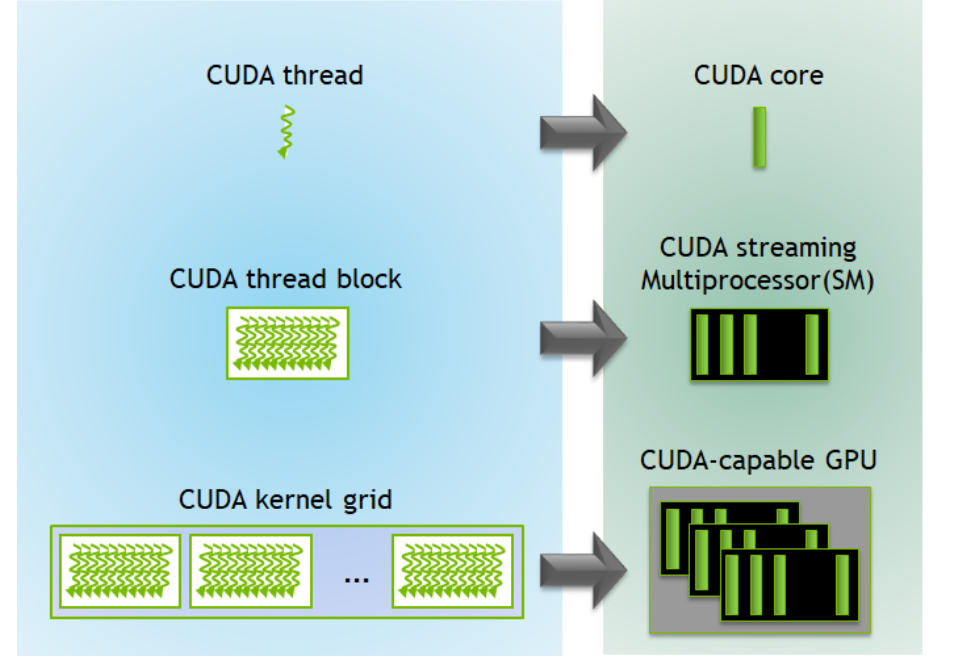 CUDA thread
CUDA core
CUDA thread block
CUDA streaming
Multiprocessor(SM)
CUDA kernel grid
...
CUDA-capable GPU